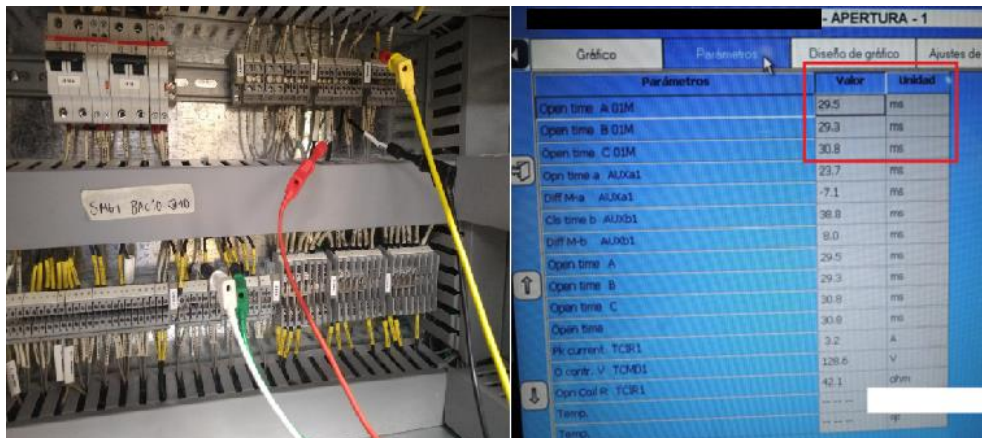 - APERTURA - 1
Gráfico Parámetros Diseño de gráfico Ajustes de
Parámetros Valor Unidad
Open time A 01M 29.5 ms
Open time B 01M 29.3 ms
Open time C 01M 30.8 ms
Opn time a AUXa1 23.7 ms
Diff M-a AUXa1 -7.1 ms
Cls time b AUXb1 38.8 ms
Diff M-b AUXb1 8.0 ms
Open time A 29.5 ms
Open time B 29.3 ms
Open time C 30.8 ms
Open time 30.8 ms
Pk current TCIR1 3.2 A
O contr. V TCMD1 128.6 V
Opn Coil R TCIR1 42.1 ohm
Temp. ----
Temp. ----